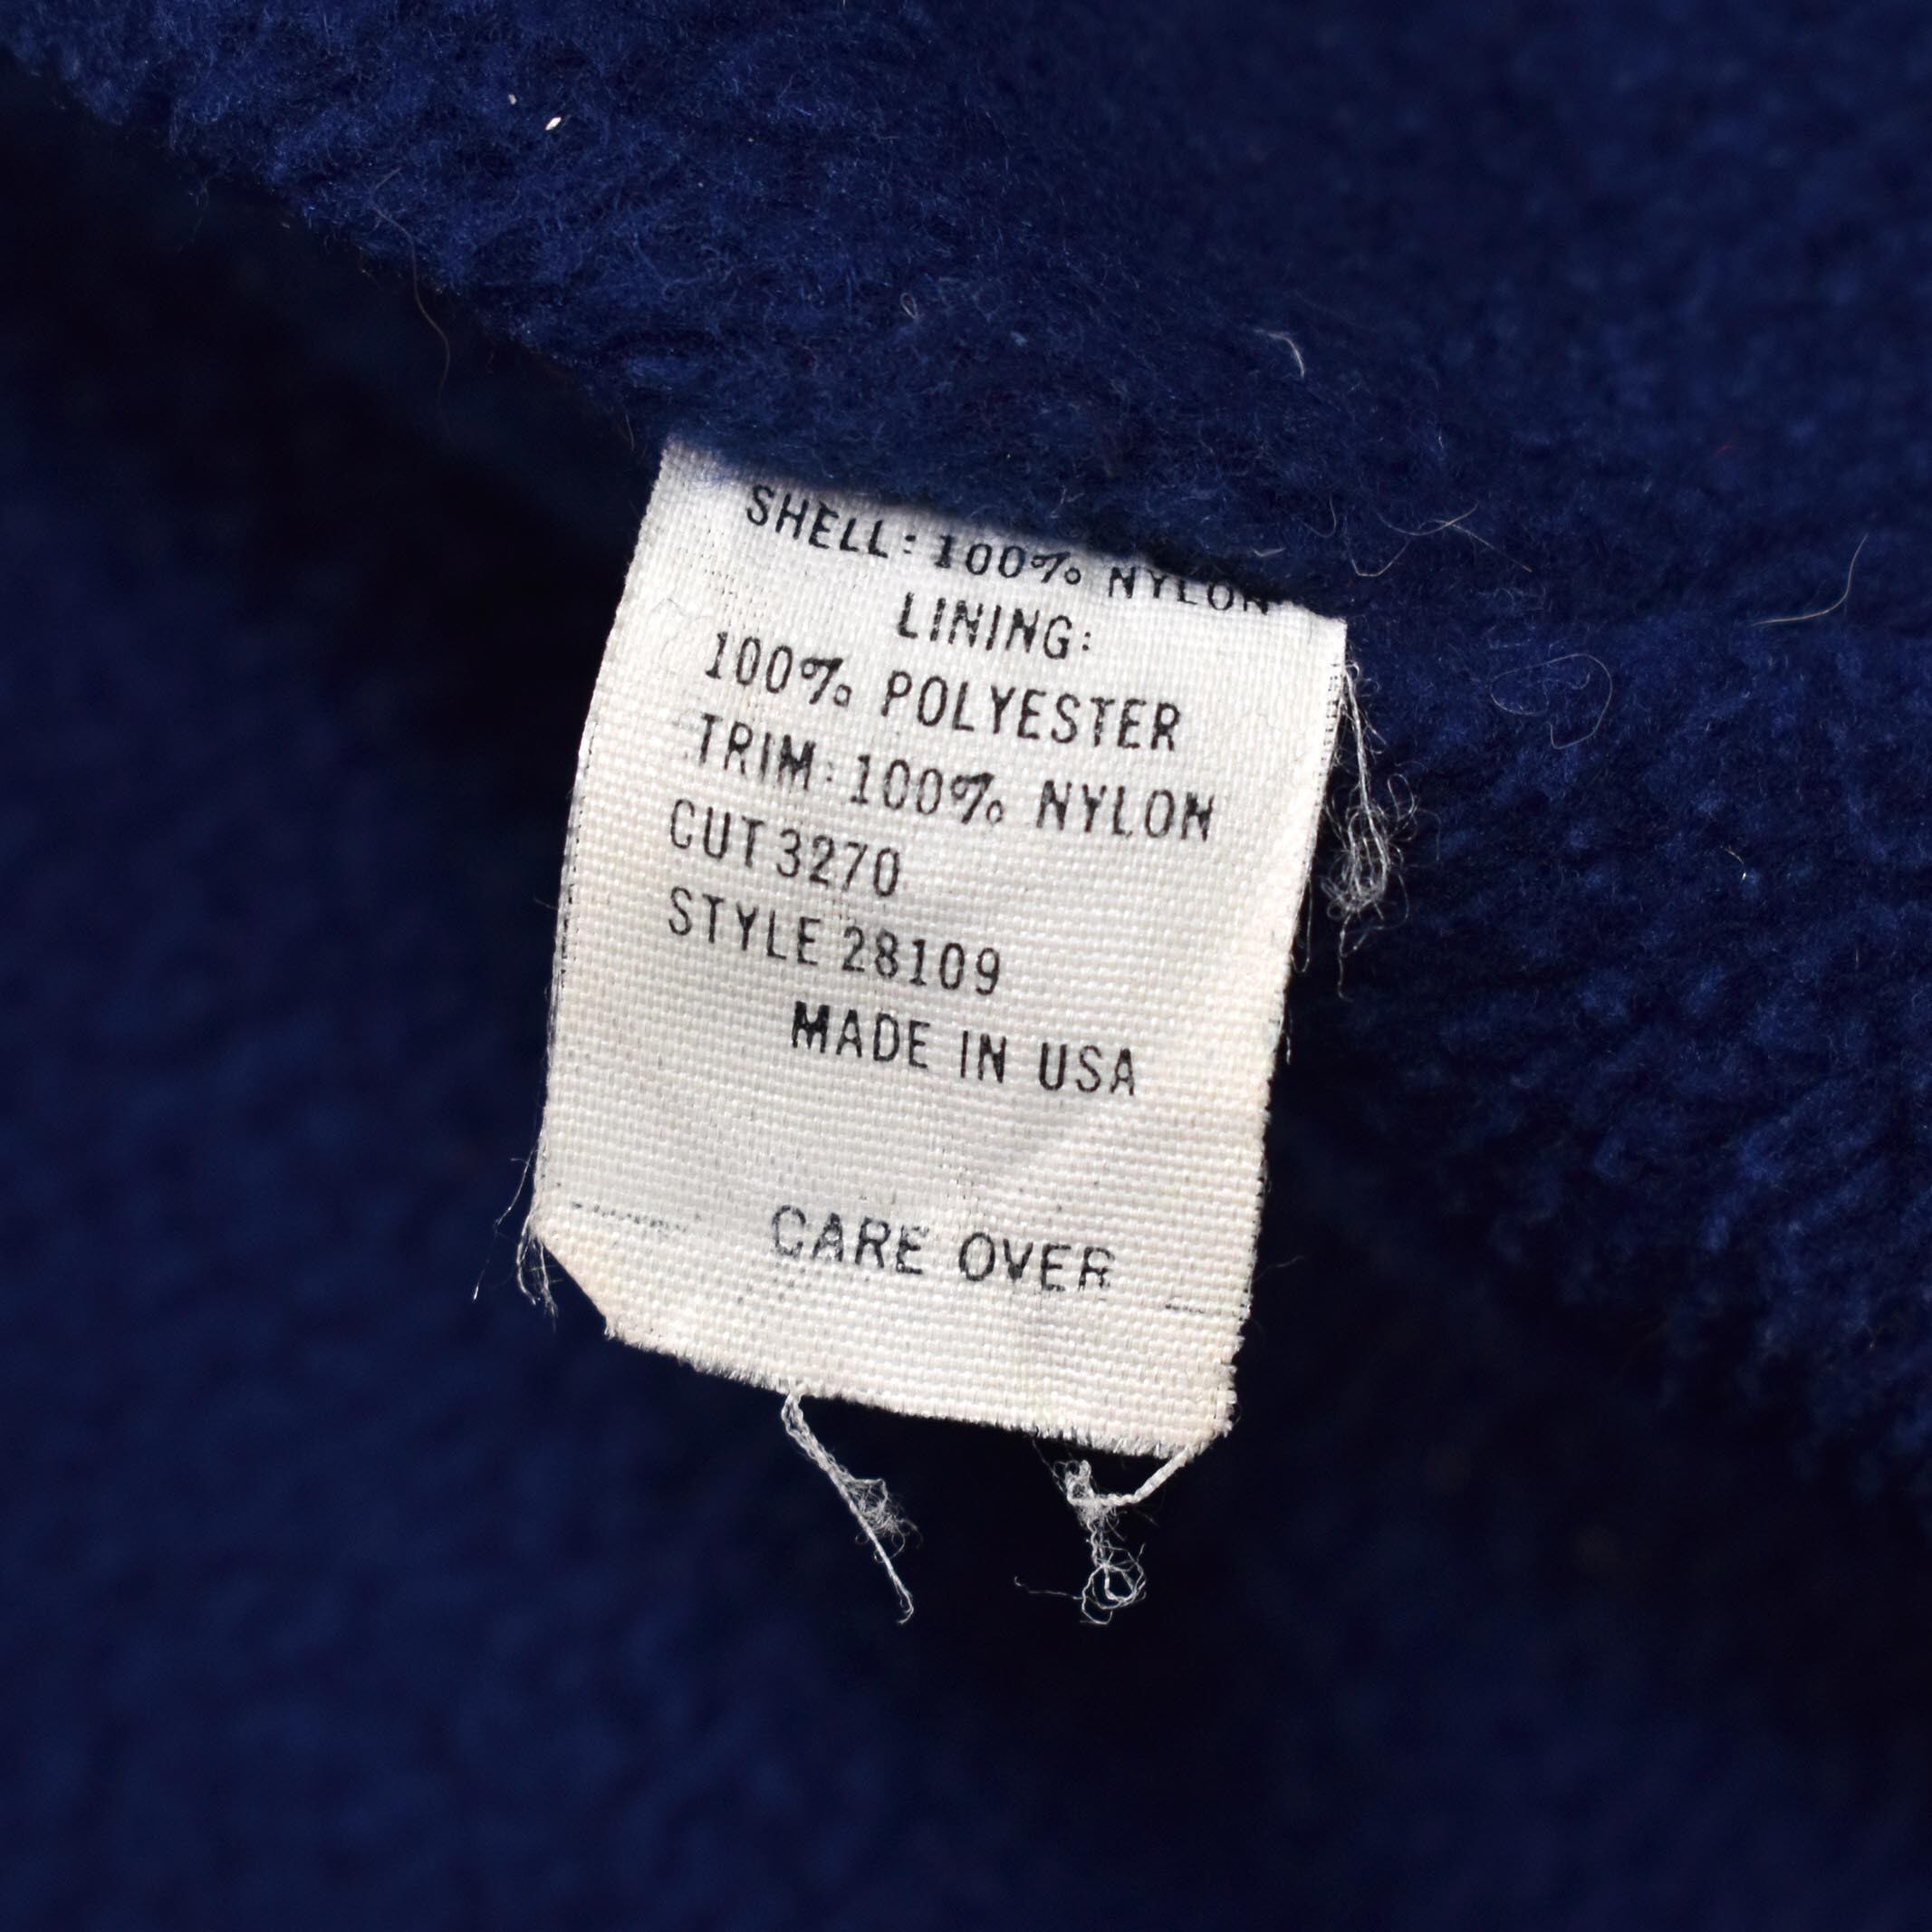 SHELL: 100% NYLON
LINING:
100% POLYESTER
TRIM: 100% NYLON
CUT 3270
STYLE 28109
MADE IN USA
CARE OVER